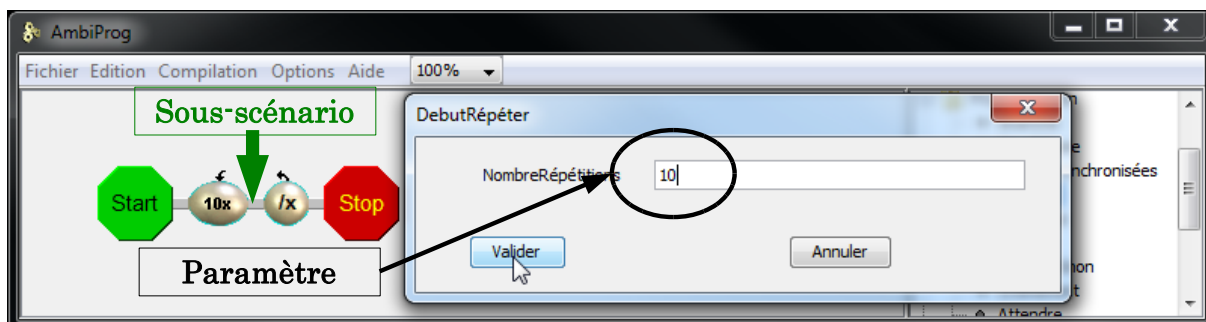 AmbiProg
Fichier Edition Compilation Options Aide 100%
Sous-scénario
DebutRépéter
NombreRépétitions 10
nchronisées
Start 10x /x Stop
Paramètre
Valider Annuler
Attendre